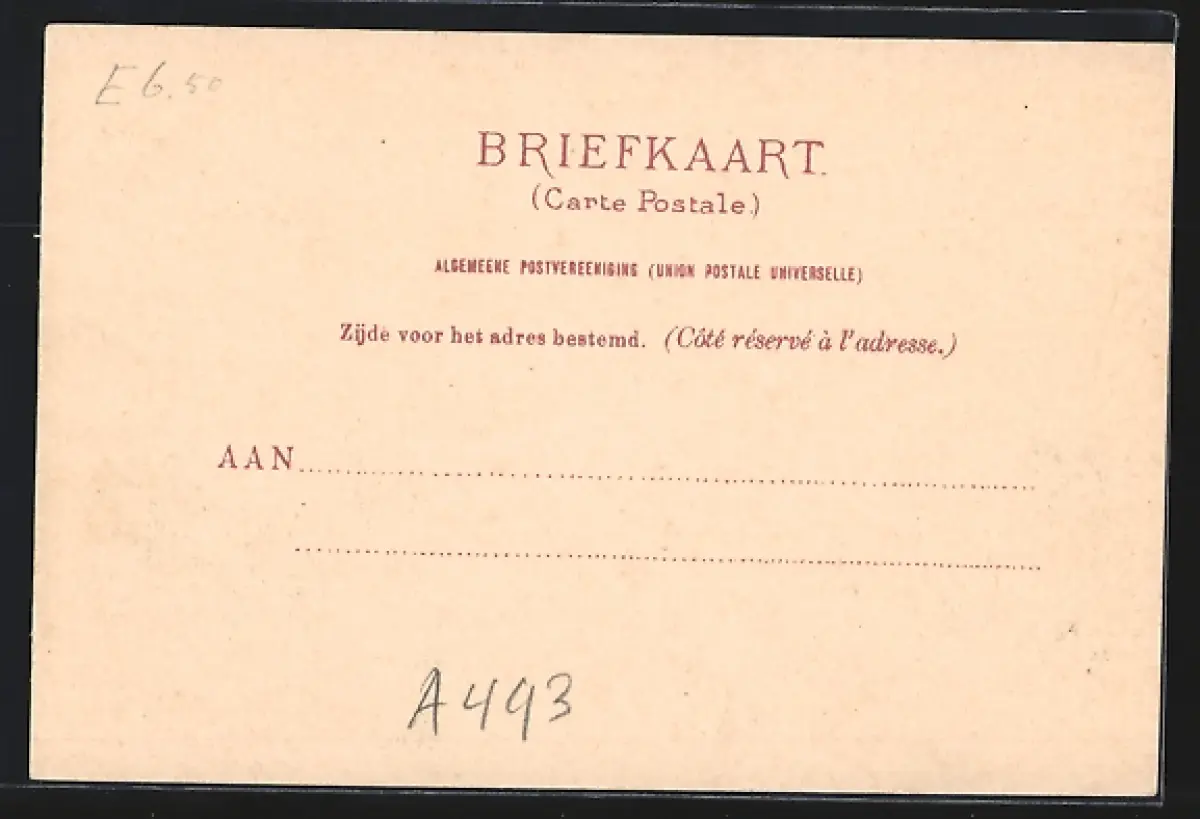 E 6.50
BRIEFKAART.
(Carte Postale.)
ALGEMEENE POSTVEREENIGING (UNION POSTALE UNIVERSELLE)
Zijde voor het adres bestemd. (Côté réservé à l'adresse.)
AAN
A493